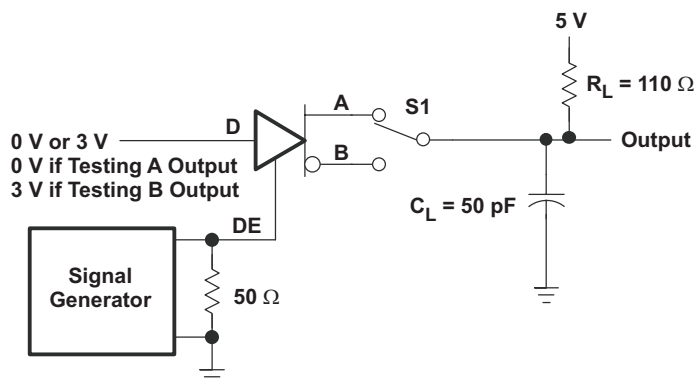 5 V
R_L = 110 Ω
A
S1
D
0 V or 3 V
Output
0 V if Testing A Output
B
3 V if Testing B Output
C_L = 50 pF
DE
Signal
Generator
50 Ω